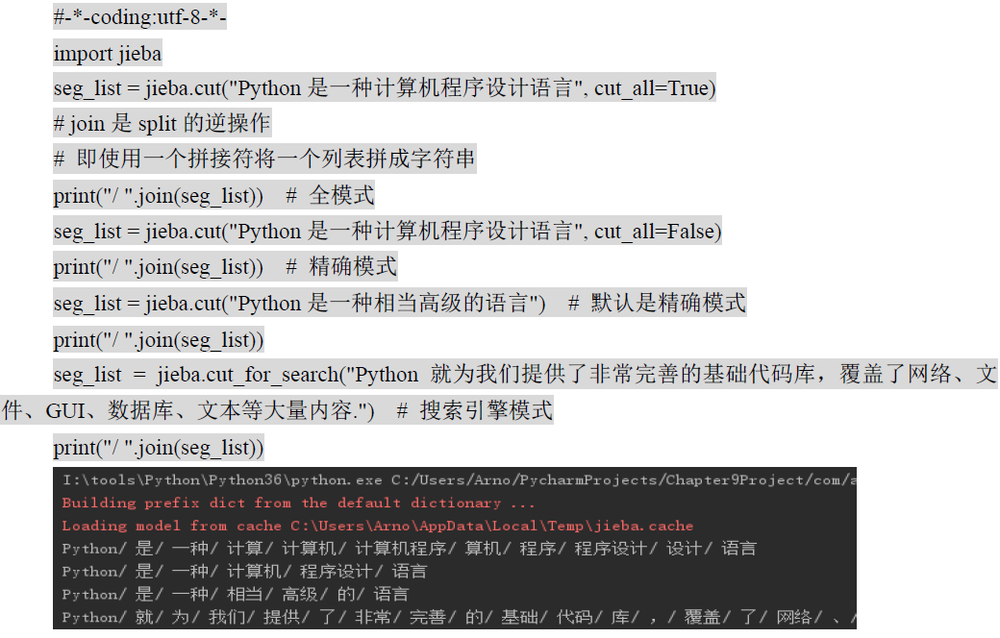 #-*-coding:utf-8-*-
import jieba
seg_list = jieba.cut("Python 是一种计算机程序设计语言", cut_all=True)
# join 是 split 的逆操作
# 即使用一个拼接符将一个列表拼成字符串
print("/ ".join(seg_list)) # 全模式
seg_list = jieba.cut("Python 是一种计算机程序设计语言", cut_all=False)
print("/ ".join(seg_list)) # 精确模式
seg_list = jieba.cut("Python 是一种相当高级的语言") # 默认是精确模式
print("/ ".join(seg_list))
seg_list = jieba.cut_for_search("Python 就为我们提供了非常完善的基础代码库，覆盖了网络、文
件、GUI、数据库、文本等大量内容.") # 搜索引擎模式
print("/ ".join(seg_list))
I:\tools\Python\Python36\python.exe C:/Users/Arno/PycharmProjects/Chapter9Project/com/a
Building prefix dict from the default dictionary ...
Loading model from cache C:\Users\Arno\AppData\Local\Temp\jieba.cache
Python/ 是/ 一种/ 计算/ 计算机/ 计算机程序/ 算机/ 程序/ 程序设计/ 设计/ 语言
Python/ 是/ 一种/ 计算机/ 程序设计/ 语言
Python/ 是/ 一种/ 相当/ 高级/ 的/ 语言
Python/ 就/ 为/ 我们/ 提供/ 了/ 非常/ 完善/ 的/ 基础/ 代码/ 库/ ，/ 覆盖/ 了/ 网络/ 、/